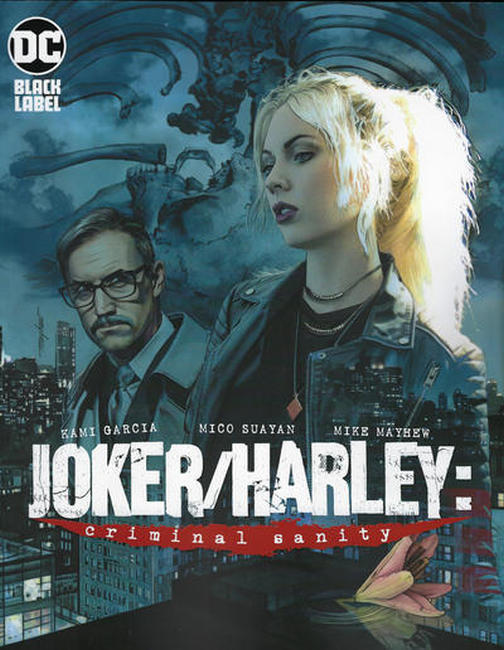 DC
BLACK
LABEL
KAMI GARCIA MICO SUAYAN MIKE MAYHEW
JOKER/HARLEY:
criminal sanity